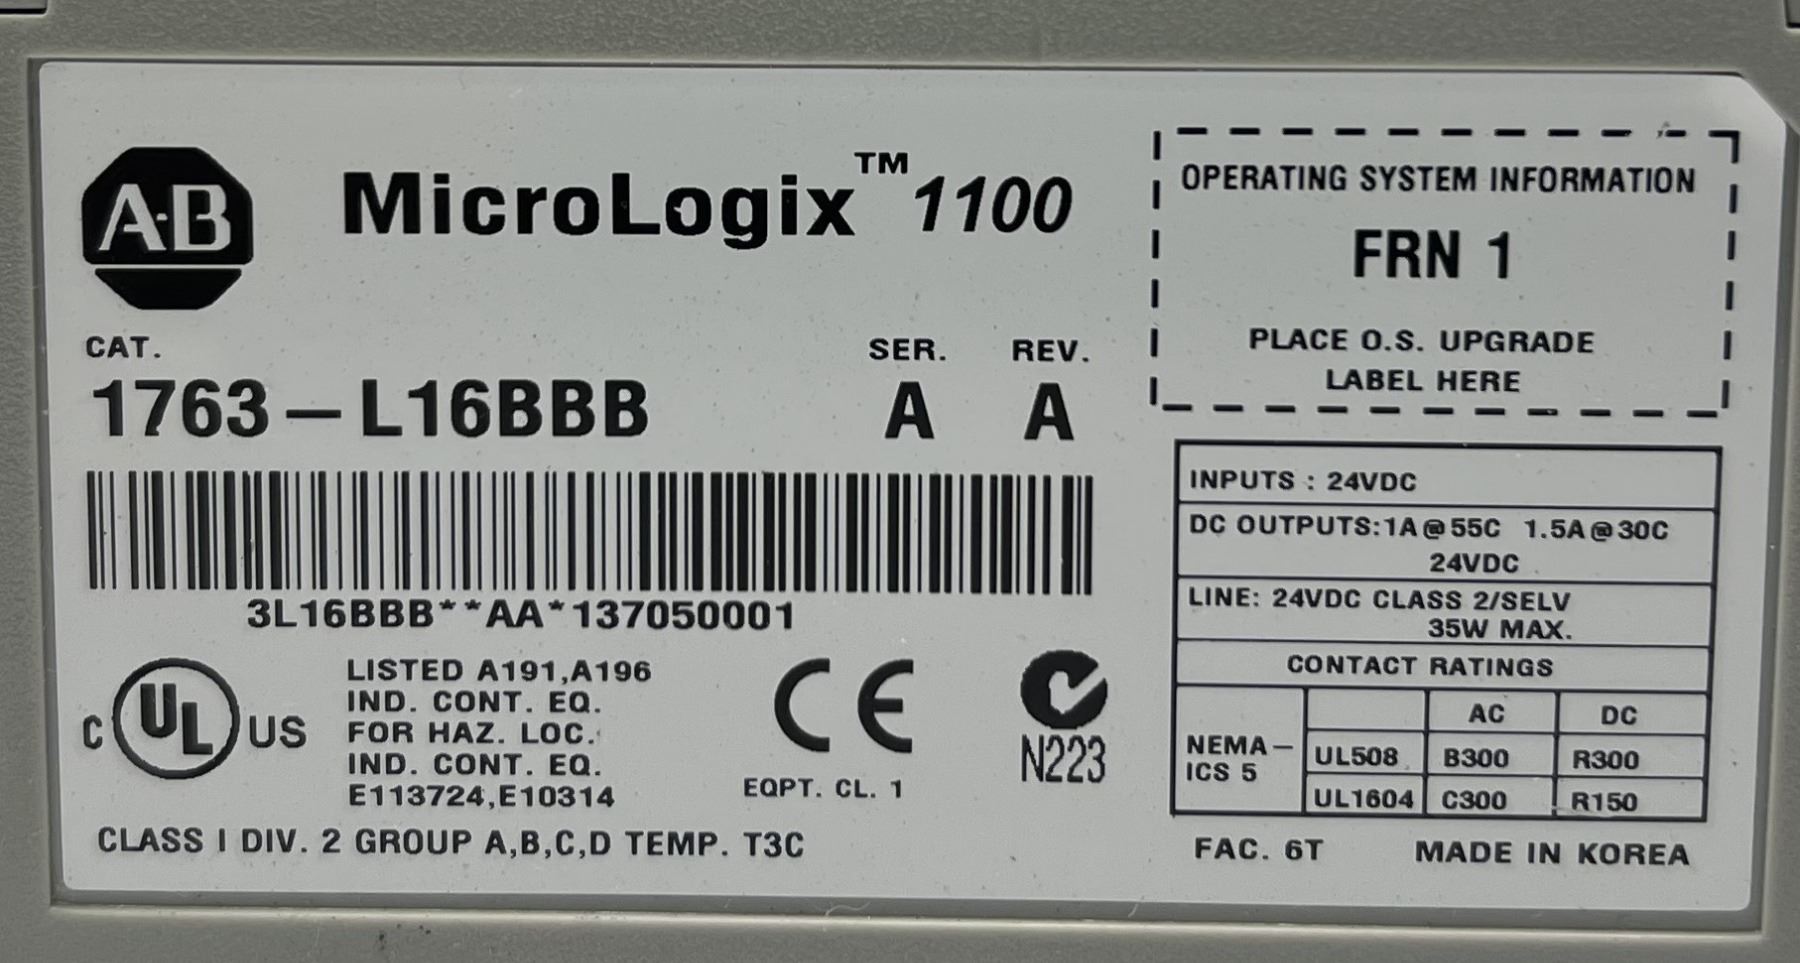 A-B
MicroLogix™ 1100
CAT.
SER.
REV.
1763-L16BBB
A
A
3L16BBB**AA*137050001
C UL US
LISTED A191,A196
IND. CONT. EQ.
FOR HAZ. LOC.
IND. CONT. EQ.
E113724,E10314
CE
EQPT. CL. 1
N223
CLASS I DIV. 2 GROUP A,B,C,D TEMP. T3C
OPERATING SYSTEM INFORMATION
FRN 1
PLACE O.S. UPGRADE
LABEL HERE
INPUTS : 24VDC
DC OUTPUTS:1A@55C 1.5A@30C
24VDC
LINE: 24VDC CLASS 2/SELV
35W MAX.
CONTACT RATINGS
AC DC
NEMA-
ICS 5
UL508 B300 R300
UL1604 C300 R150
FAC. 6T MADE IN KOREA